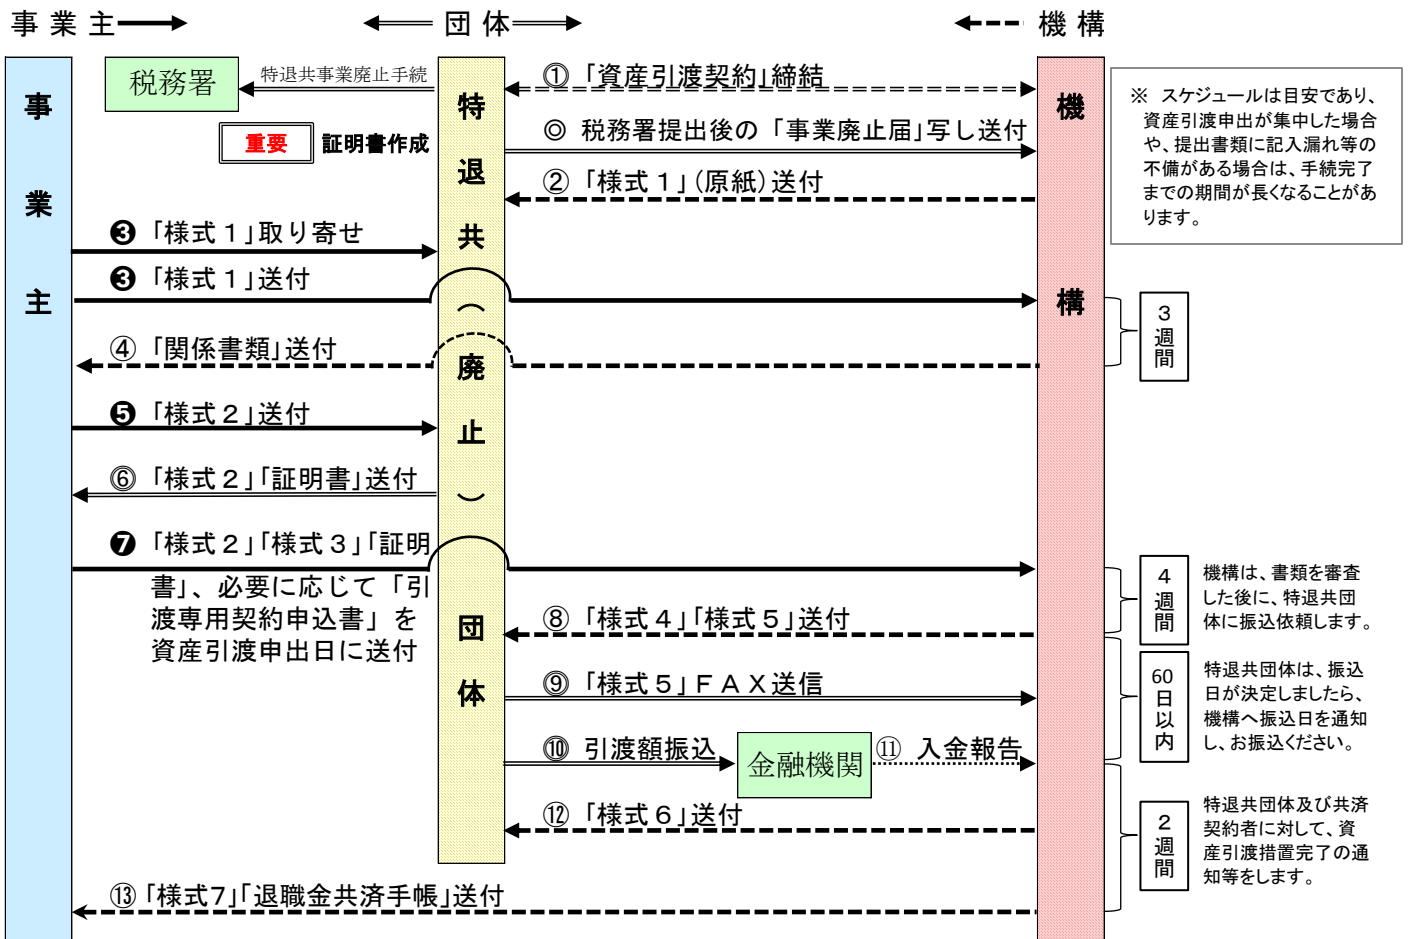 事業主
団体
機構
事業主
税務署
特退共事業廃止手続
重要
証明書作成
特退共（廃止）団体
機構
①「資産引渡契約」締結
◎ 税務署提出後の「事業廃止届」写し送付
②「様式１」(原紙)送付
❸「様式１」取り寄せ
❸「様式１」送付
④「関係書類」送付
❺「様式２」送付
⑥「様式２」「証明書」送付
❼「様式２」「様式３」「証明
書」、必要に応じて「引
渡専用契約申込書」を
資産引渡申出日に送付
⑧「様式４」「様式５」送付
⑨「様式５」ＦＡＸ送信
⑩ 引渡額振込
金融機関
⑪ 入金報告
⑫「様式６」送付
⑬「様式7」「退職金共済手帳」送付
※ スケジュールは目安であり、
資産引渡申出が集中した場合
や、提出書類に記入漏れ等の
不備がある場合は、手続完了
までの期間が長くなることがあ
ります。
３週間
４週間
機構は、書類を審査
した後に、特退共団
体に振込依頼します。
60日以内
特退共団体は、振込
日が決定しましたら、
機構へ振込日を通知
し、お振込ください。
２週間
特退共団体及び共済
契約者に対して、資
産引渡措置完了の通
知等をします。